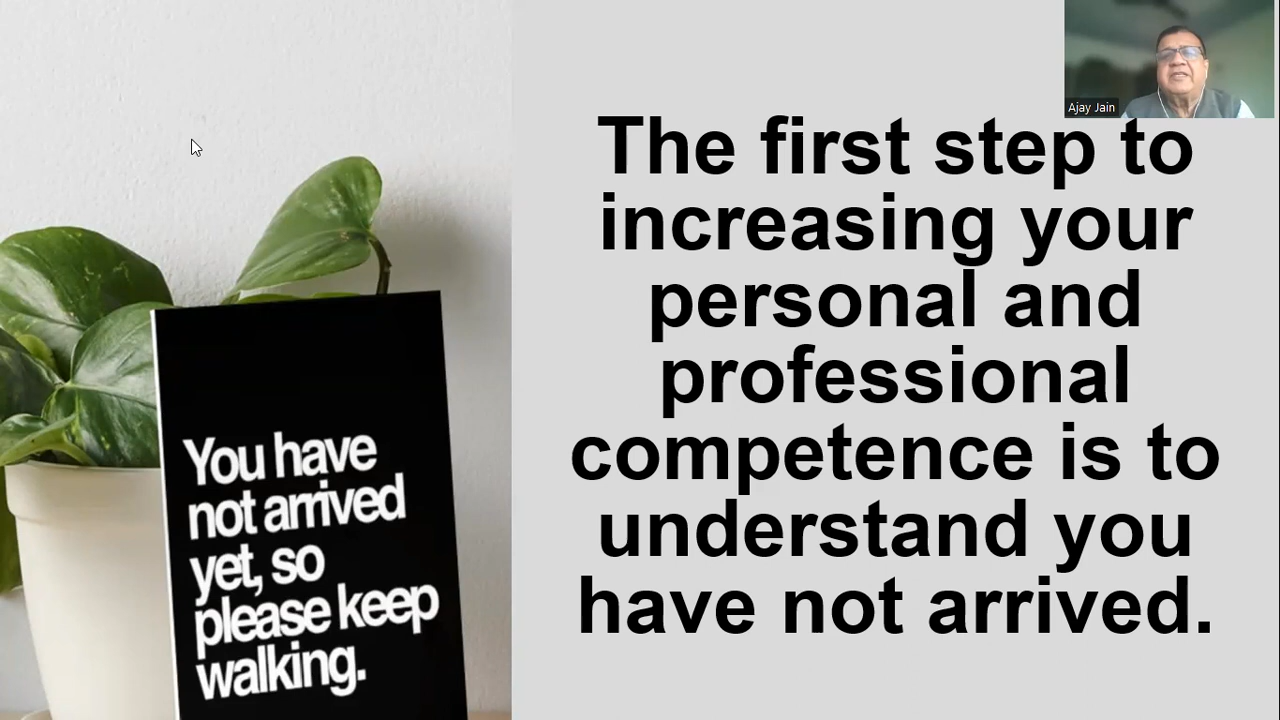 Ajay Jain
The first step to
increasing your
personal and
professional
competence is to
understand you
have not arrived.
You have
not arrived
yet, so
please keep
walking.